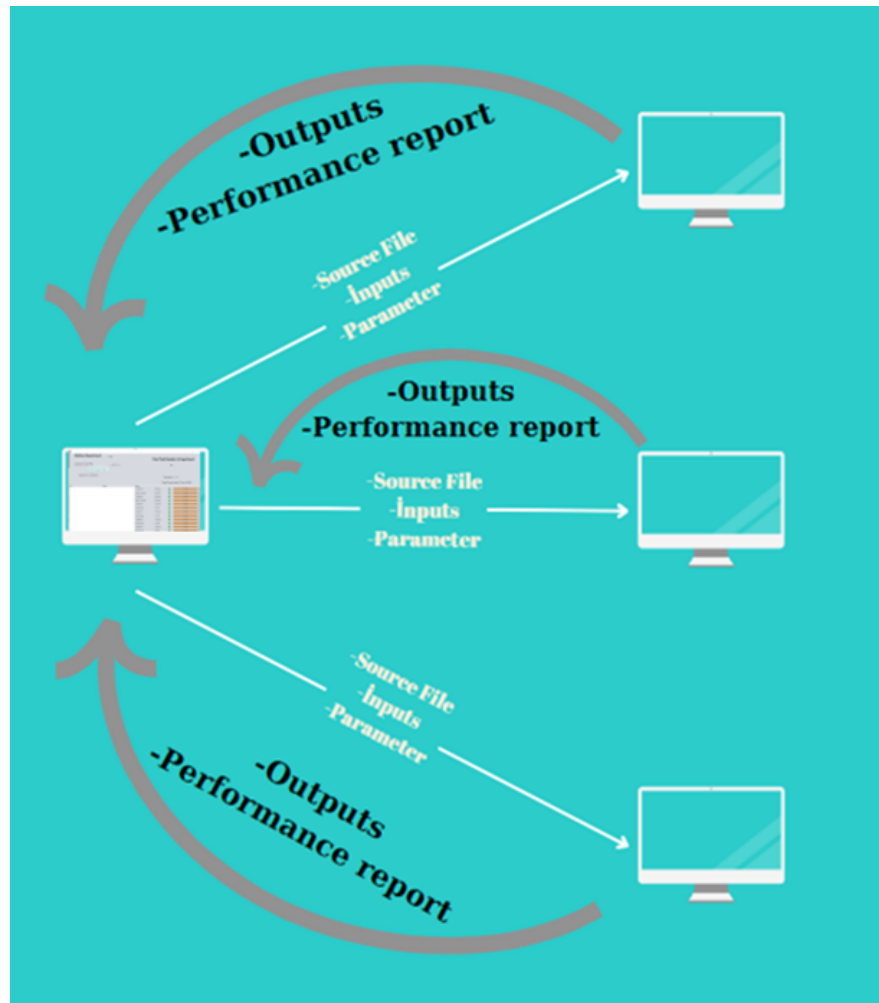 -Outputs
-Performance report
-Source File
-İnputs
-Parameter
-Outputs
-Performance report
-Source File
-İnputs
-Parameter
-Source File
-İnputs
-Parameter
-Outputs
-Performance report